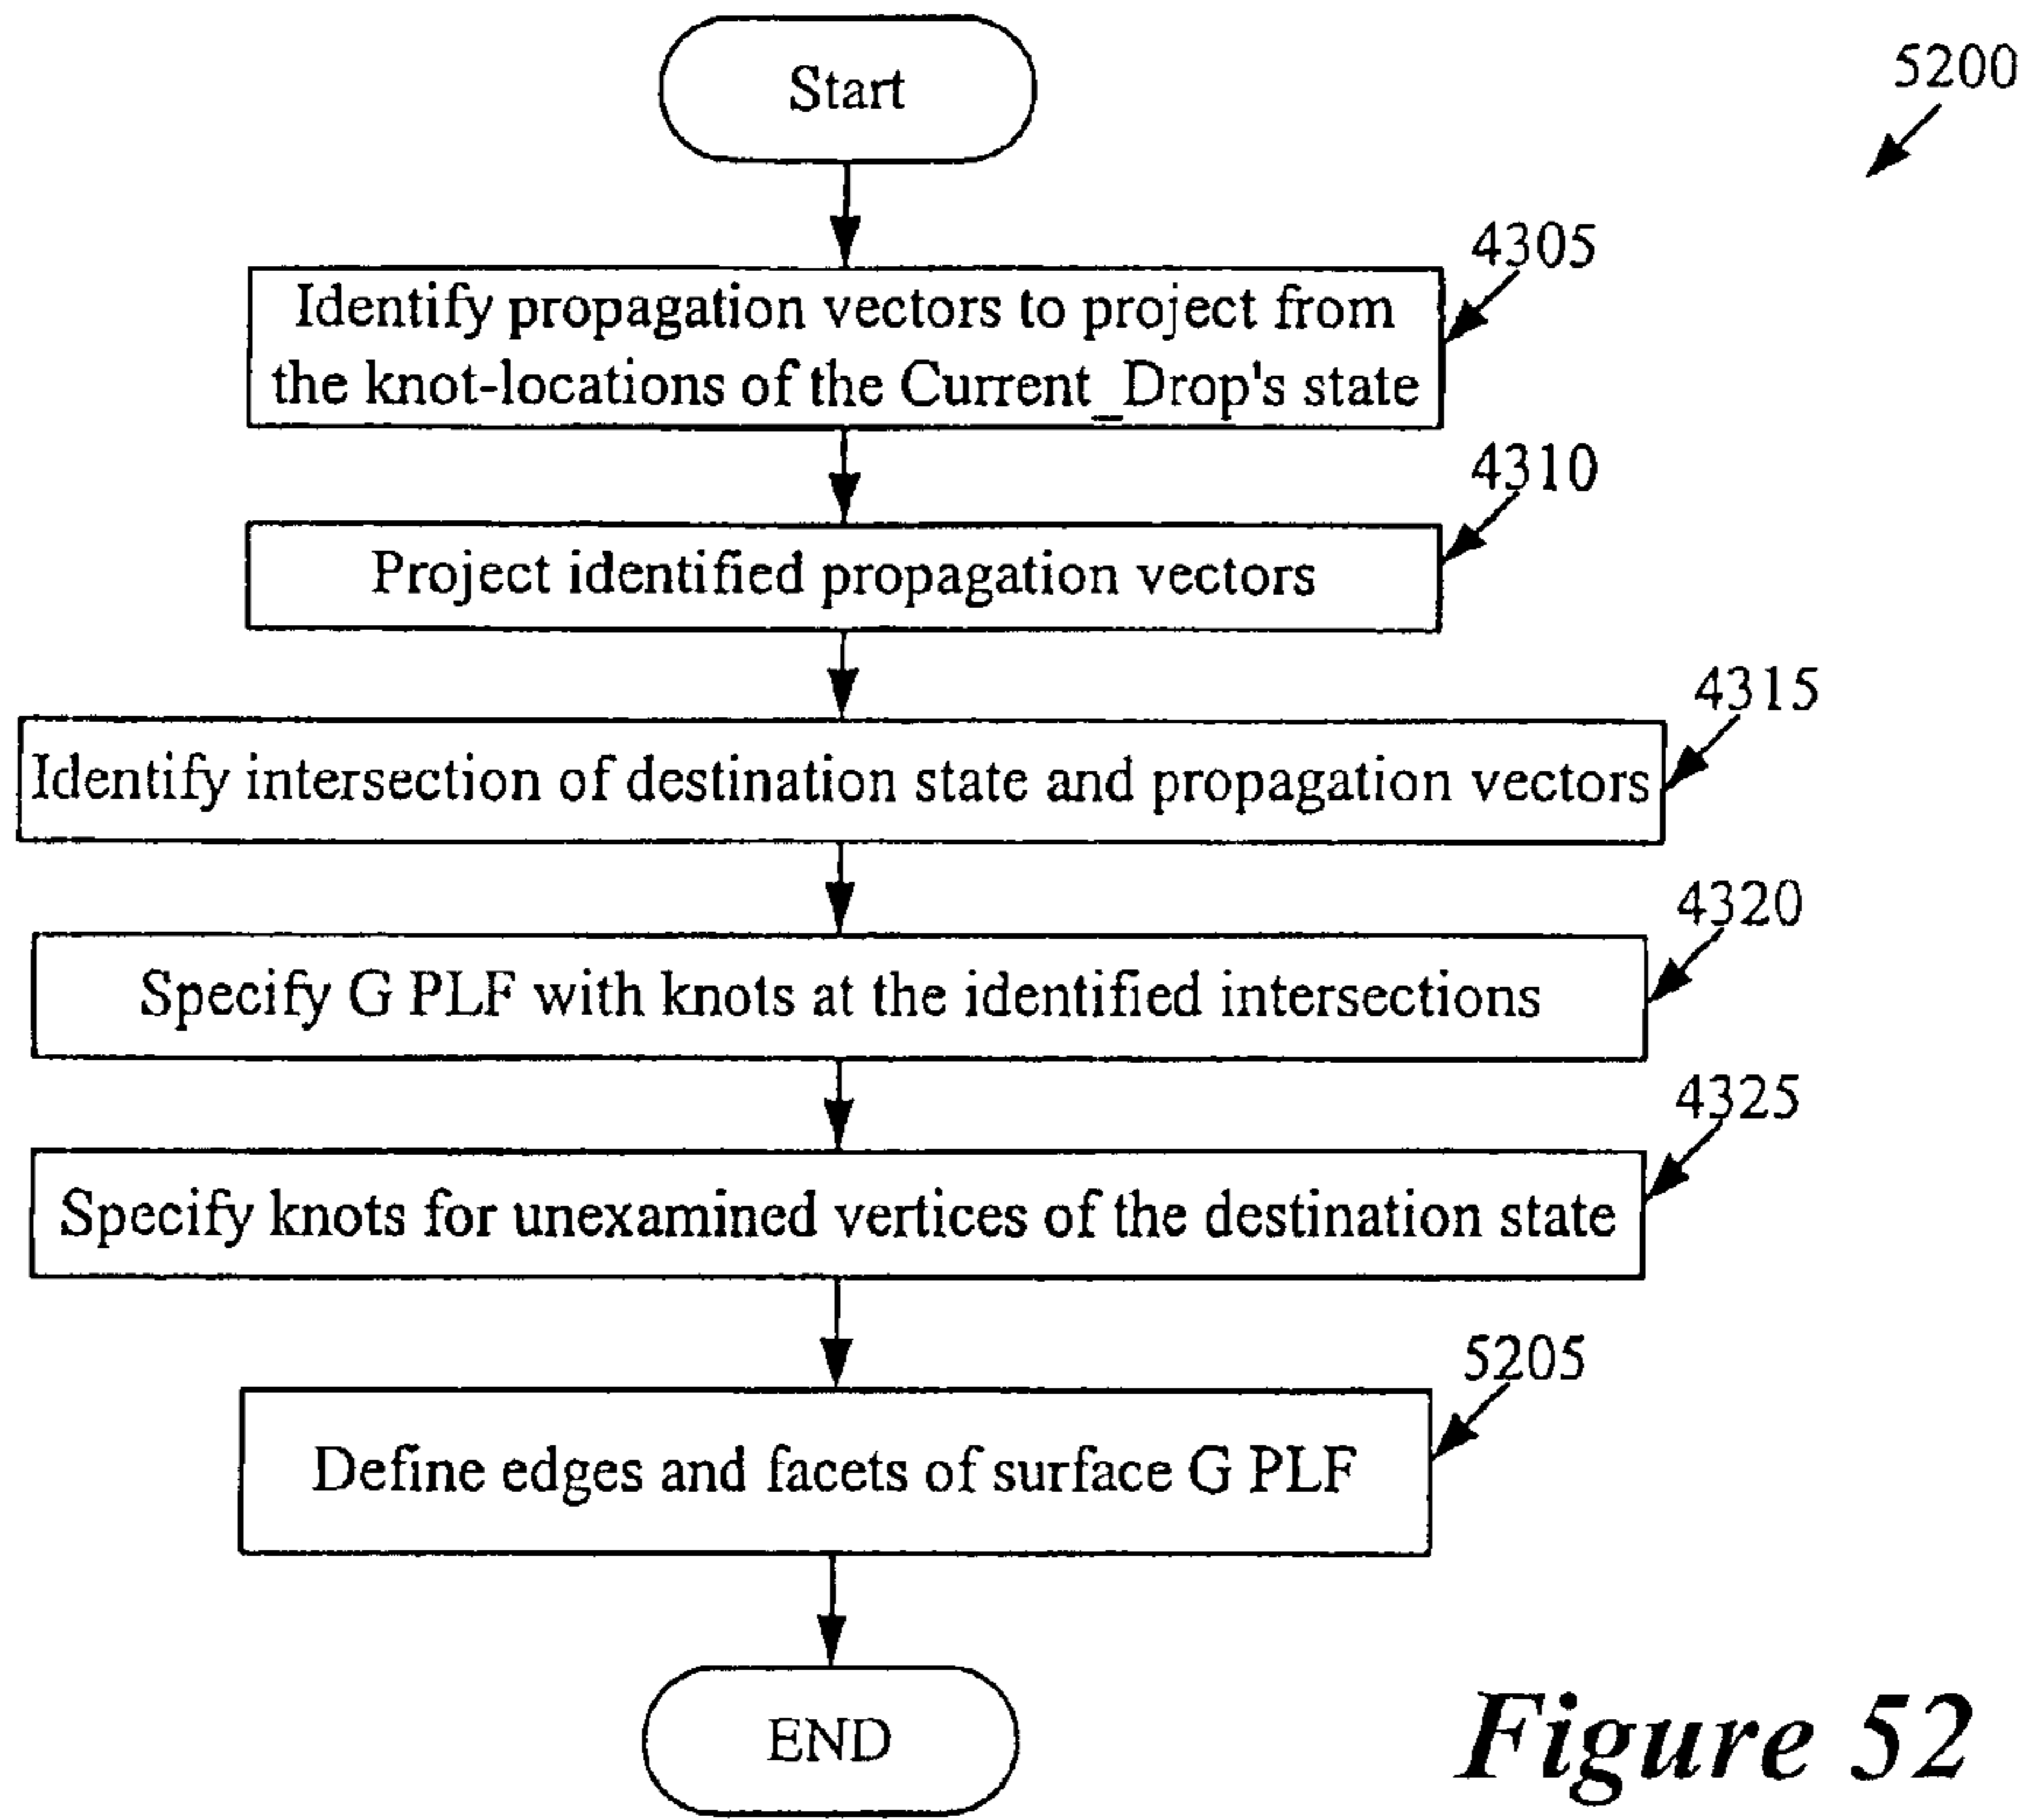 Start
5200
4305
Identify propagation vectors to project from
the knot-locations of the Current_Drop's state
4310
Project identified propagation vectors
4315
Identify intersection of destination state and propagation vectors
4320
Specify G PLF with knots at the identified intersections
4325
Specify knots for unexamined vertices of the destination state
5205
Define edges and facets of surface G PLF
END
Figure 52